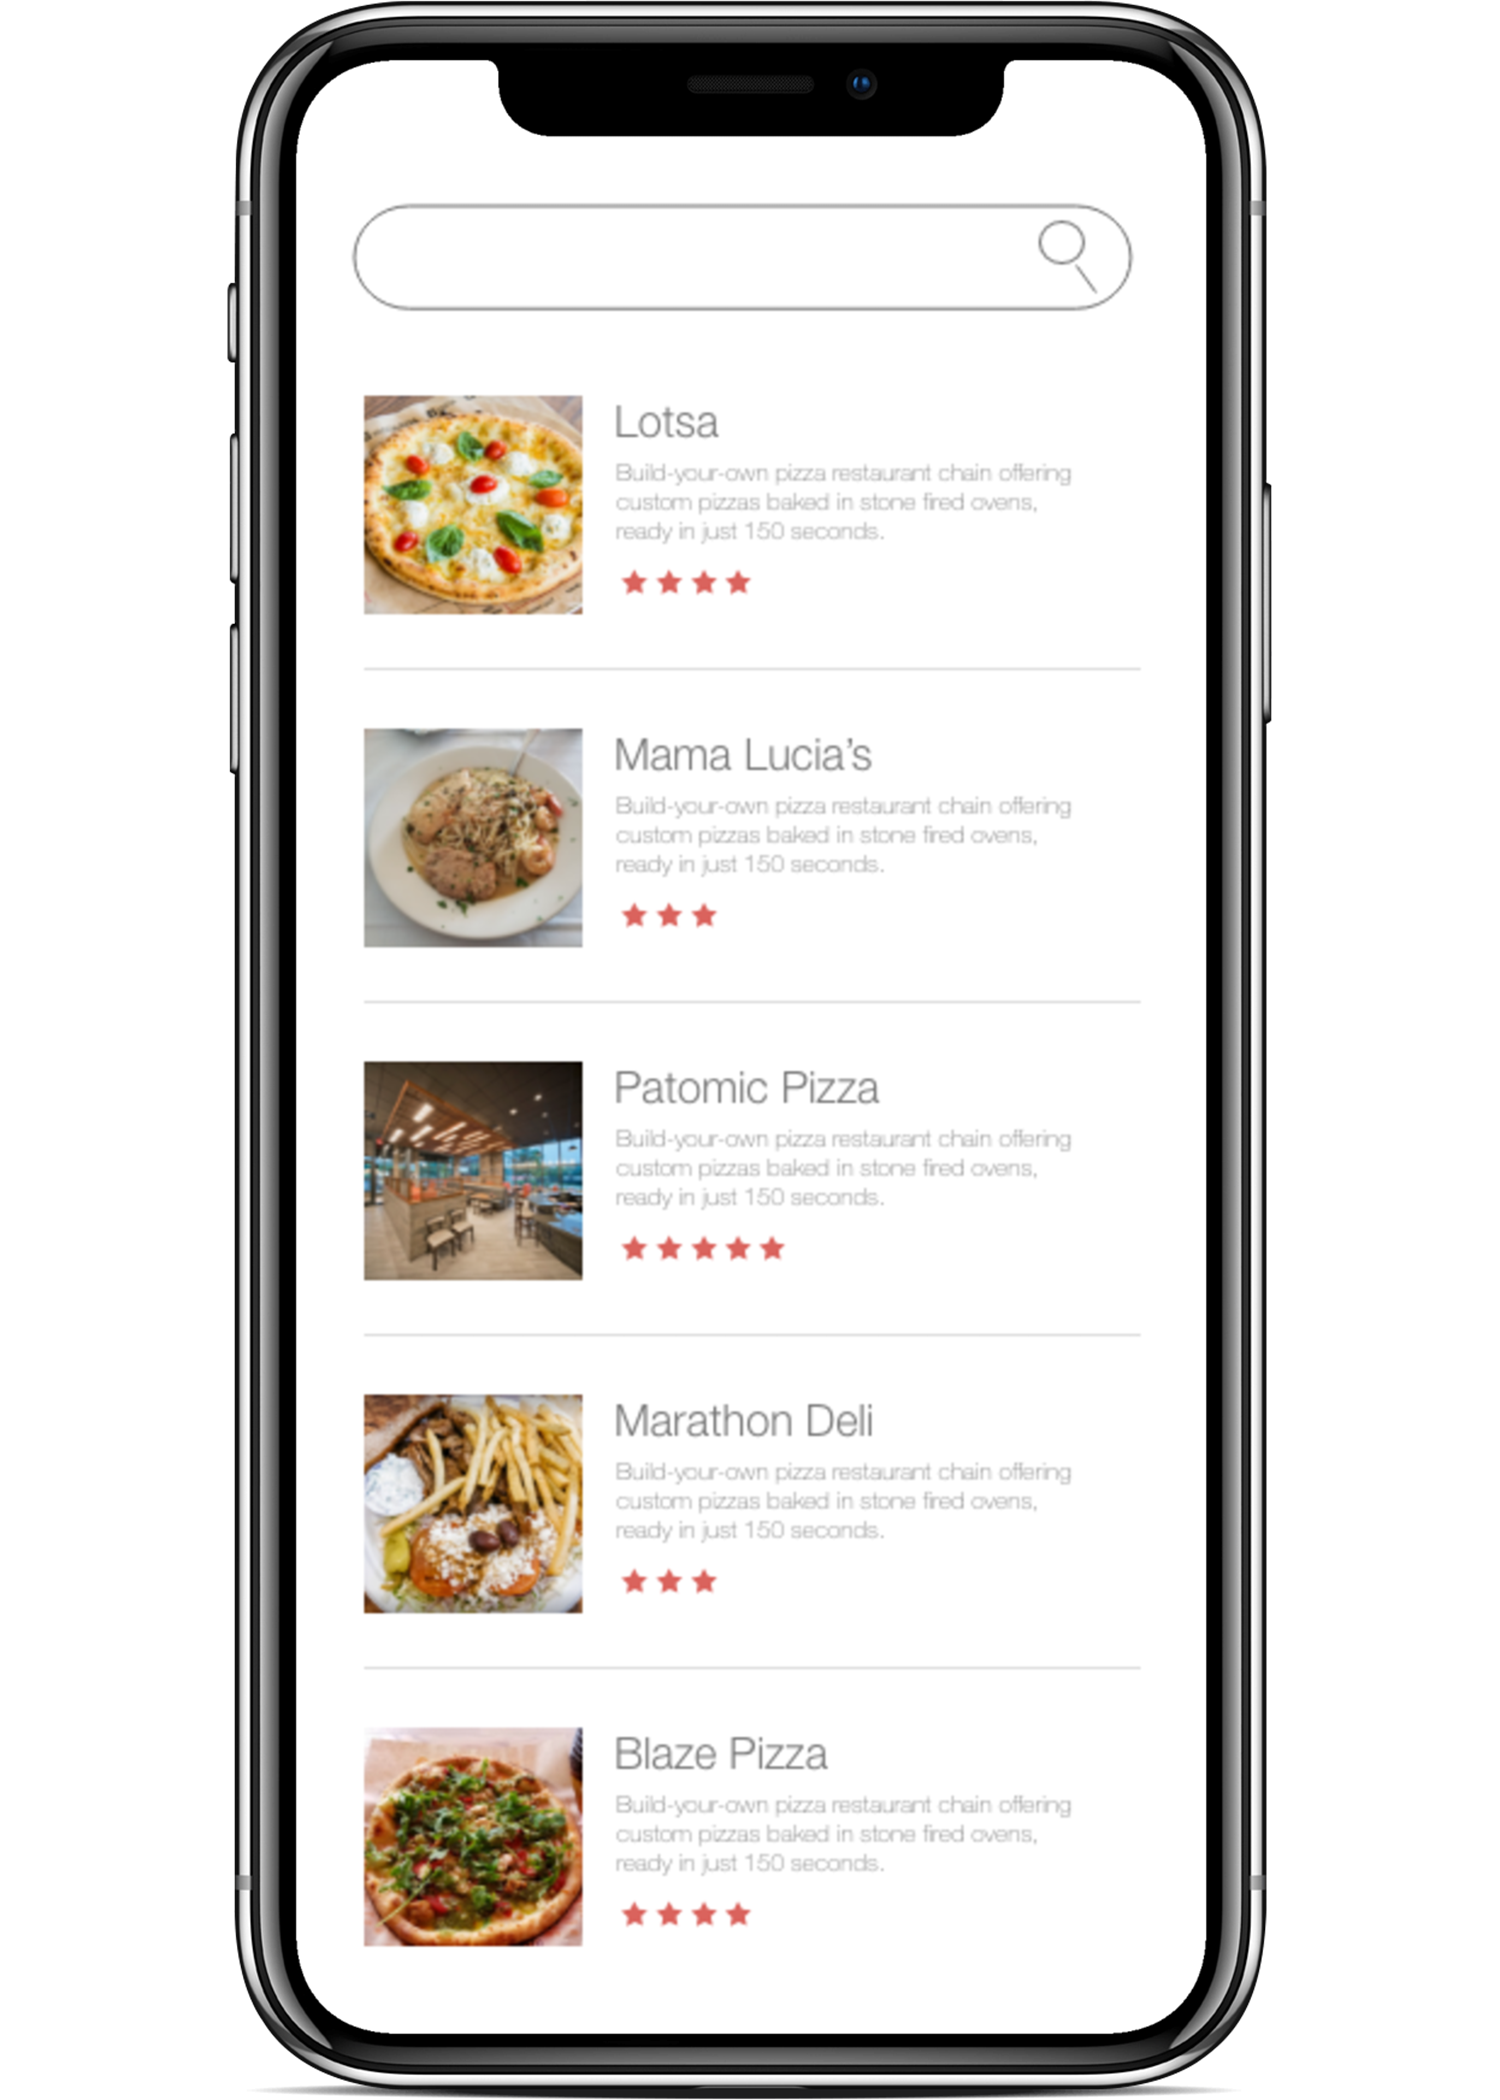 Lotsa
Build-your-own pizza restaurant chain offering
custom pizzas baked in stone fired ovens,
ready in just 150 seconds.
Mama Lucia’s
Build-your-own pizza restaurant chain offering
custom pizzas baked in stone fired ovens,
ready in just 150 seconds.
Patomic Pizza
Build-your-own pizza restaurant chain offering
custom pizzas baked in stone fired ovens,
ready in just 150 seconds.
Marathon Deli
Build-your-own pizza restaurant chain offering
custom pizzas baked in stone fired ovens,
ready in just 150 seconds.
Blaze Pizza
Build-your-own pizza restaurant chain offering
custom pizzas baked in stone fired ovens,
ready in just 150 seconds.